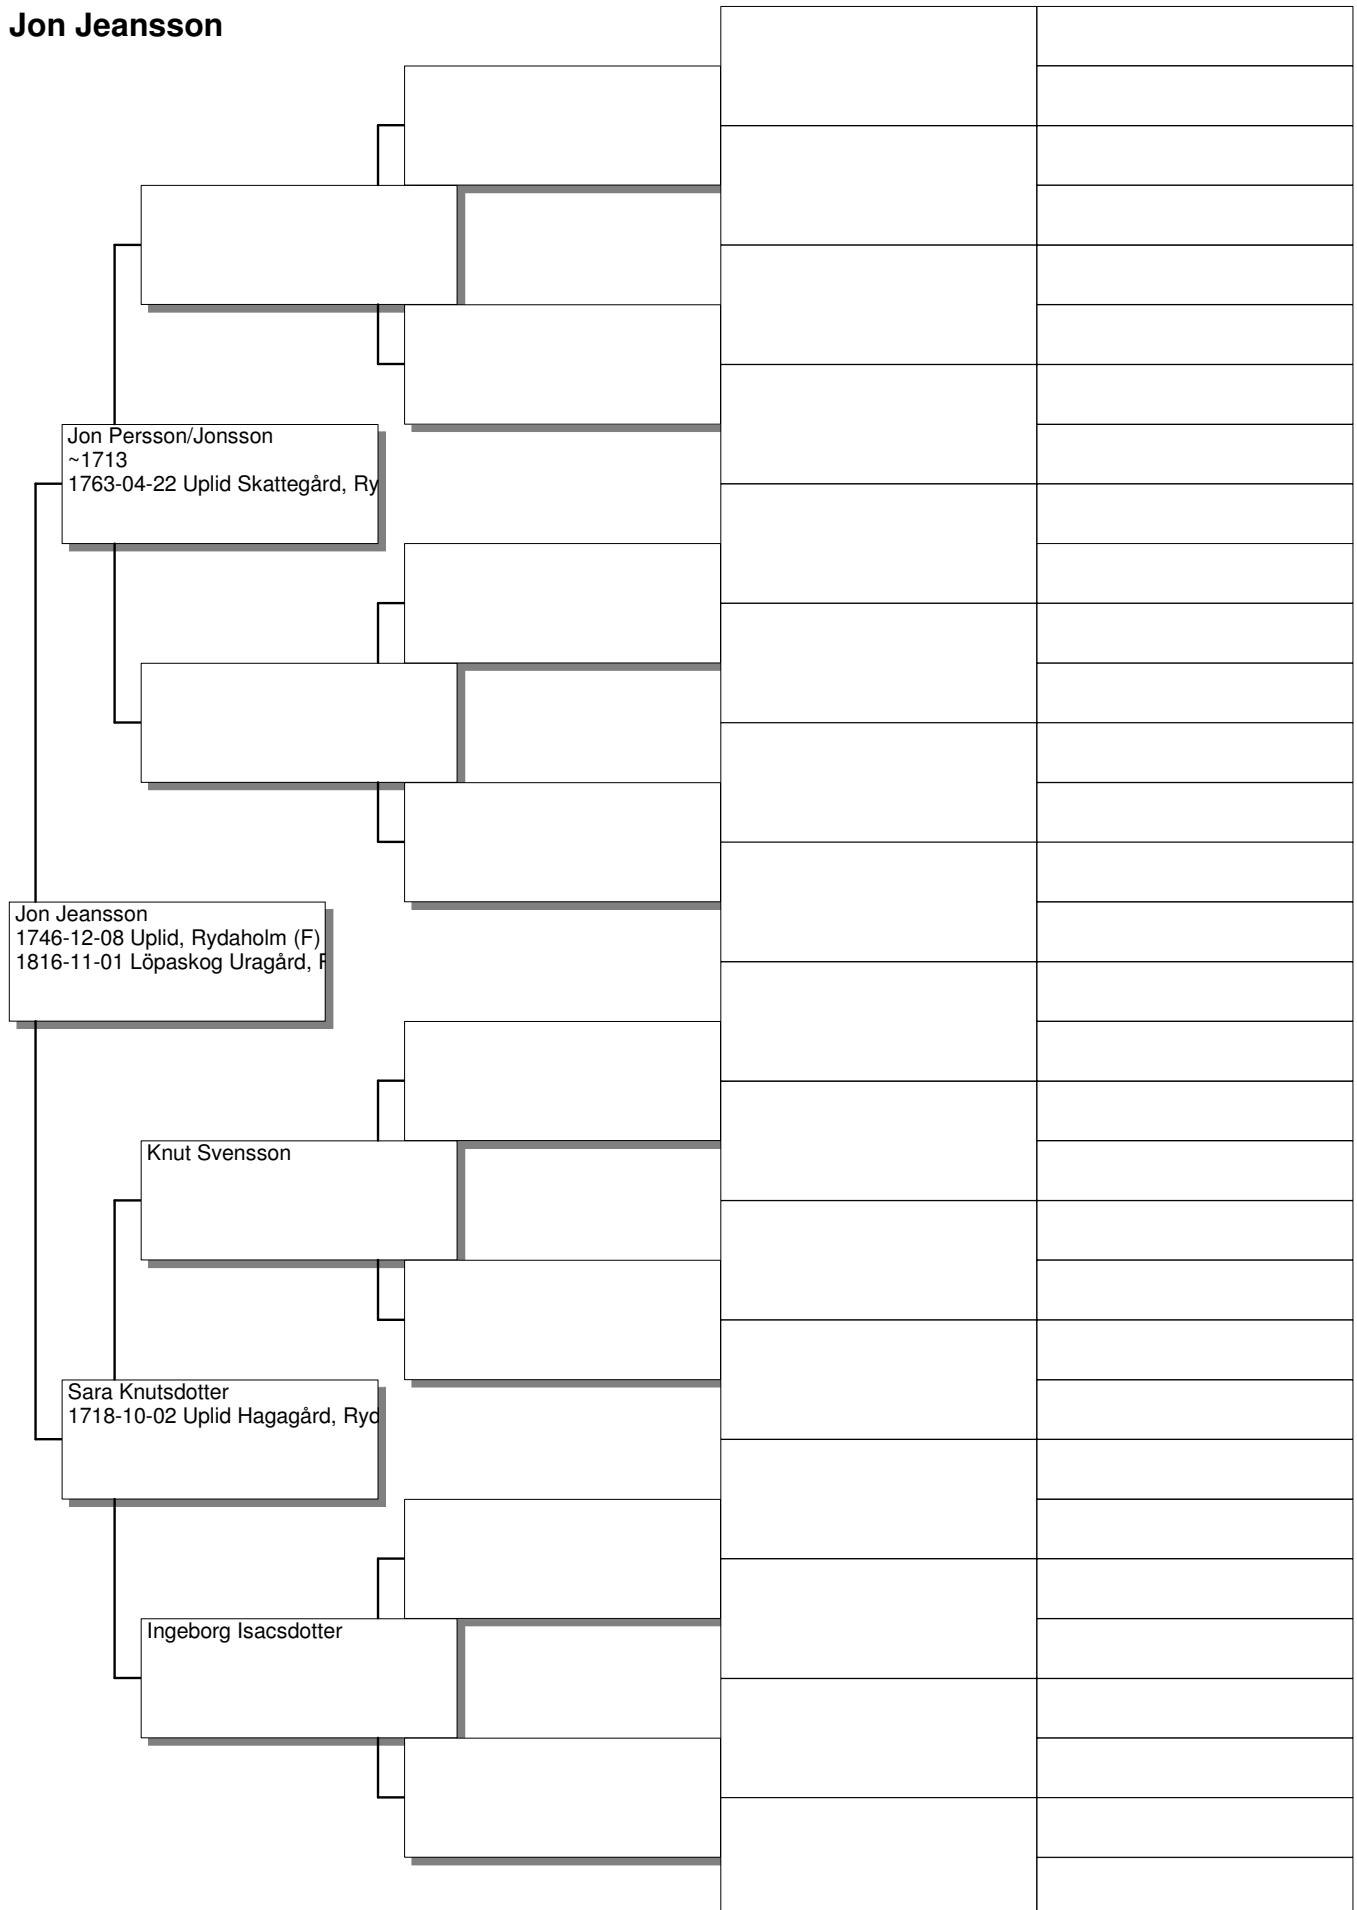 Jon Jeansson
Jon Persson/Jonsson
~1713
1763-04-22 Uplid Skattegård, Ry
Jon Jeansson
1746-12-08 Uplid, Rydaholm (F)
1816-11-01 Löpaskog Uragård,
Knut Svensson
Sara Knutsdotter
1718-10-02 Uplid Hagagård, Ryd
Ingeborg Isacsdotter